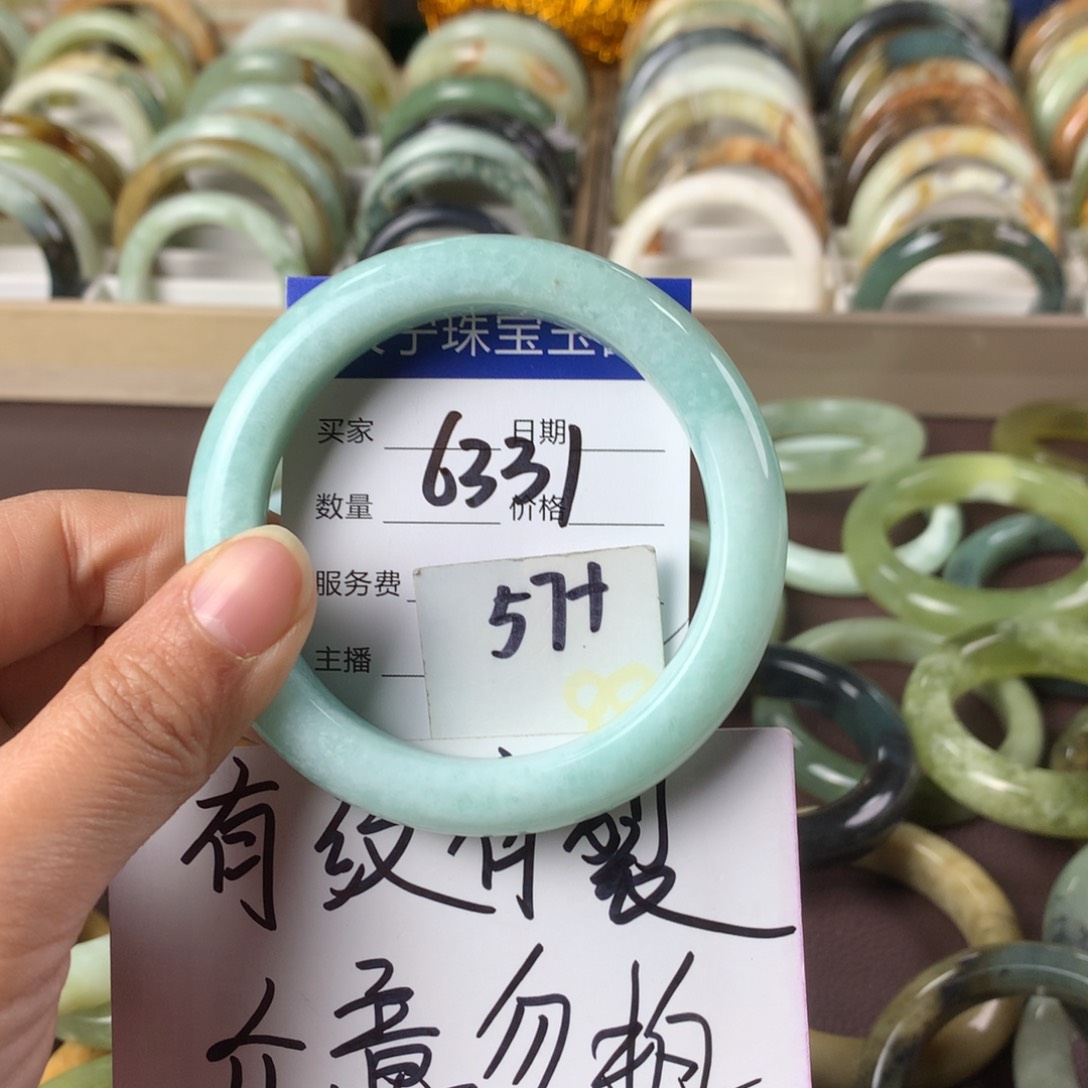 宁珠宝玉
买家 日期
6331
数量 价格
服务费
57+
主播
有纹有裂
介意勿拍